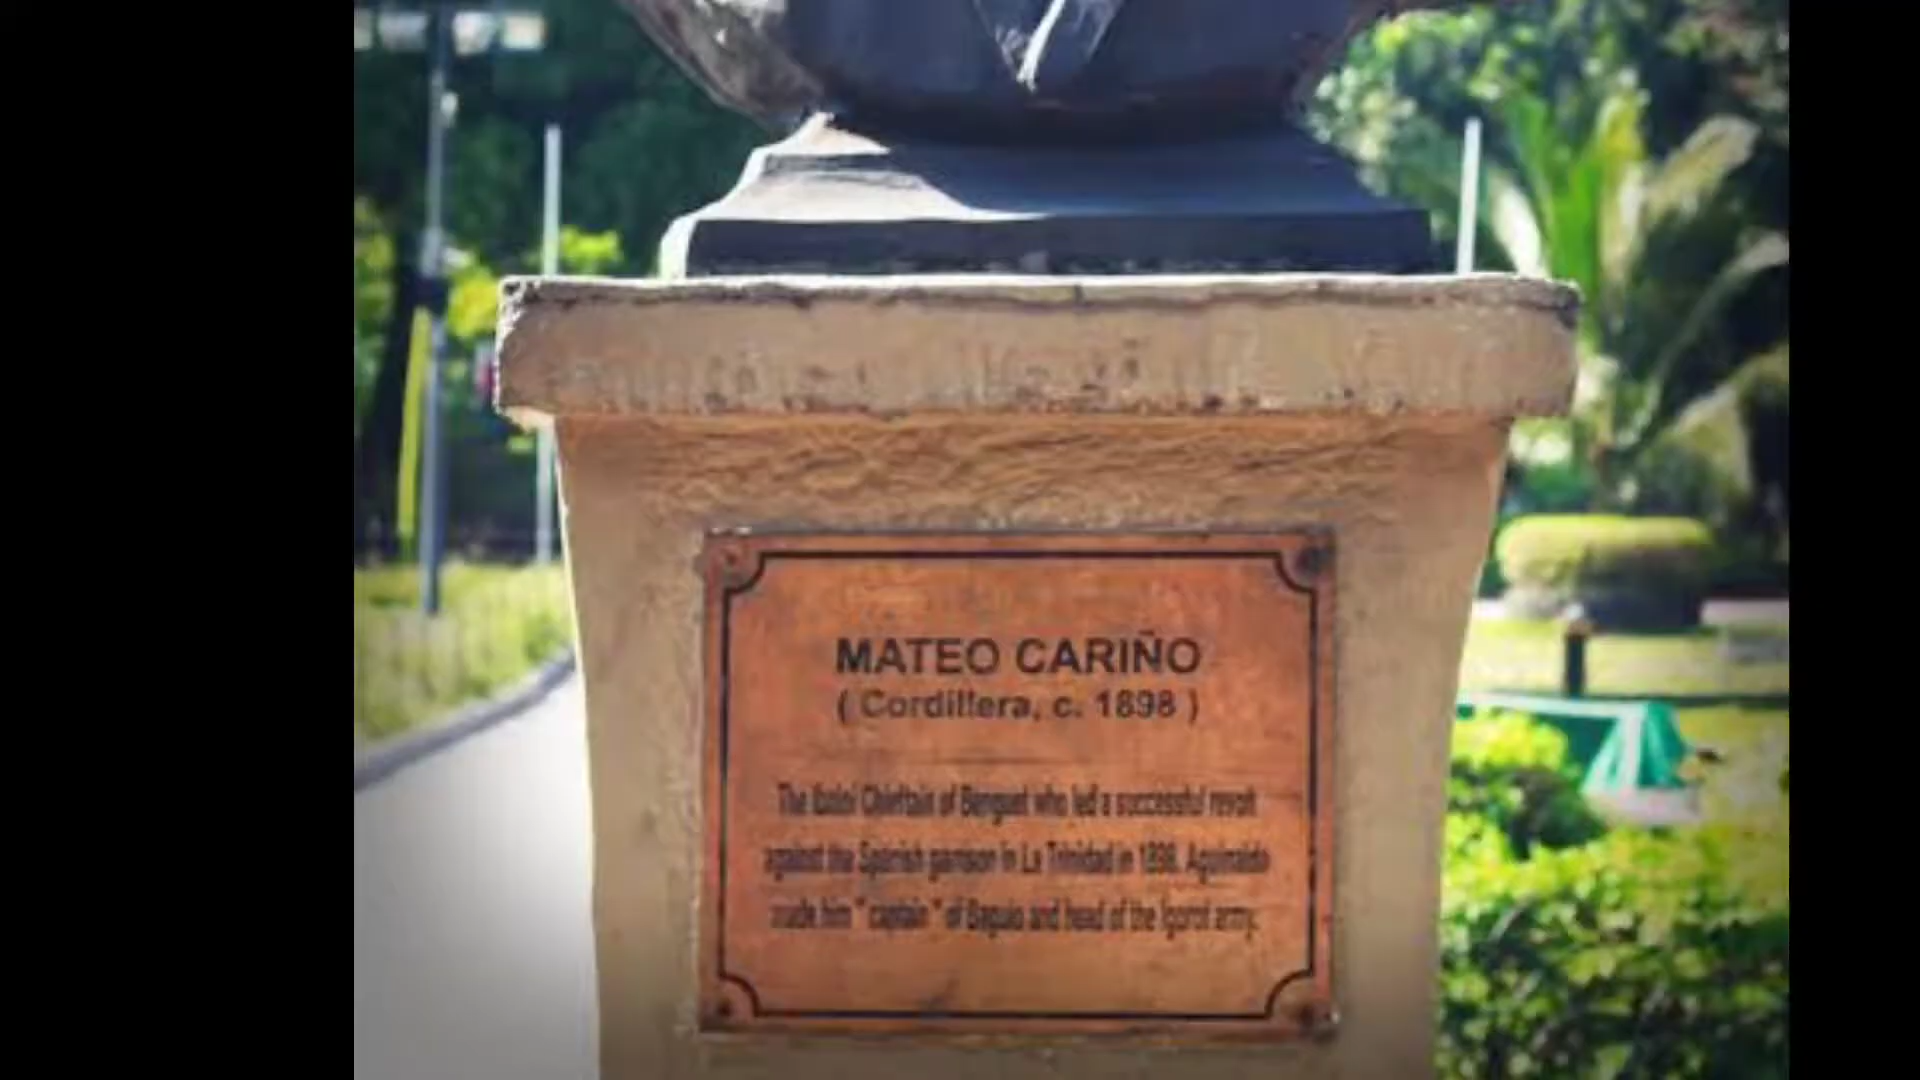 MATEO CARIÑO
( Cordillera, c. 1898 )
The Ibaloi Chieftain of Benguet who led a successful revolt
against the Spanish garrison in La Trinidad in 1898. Aguinaldo
made him " captain " of Baguio and head of the Igorot army.